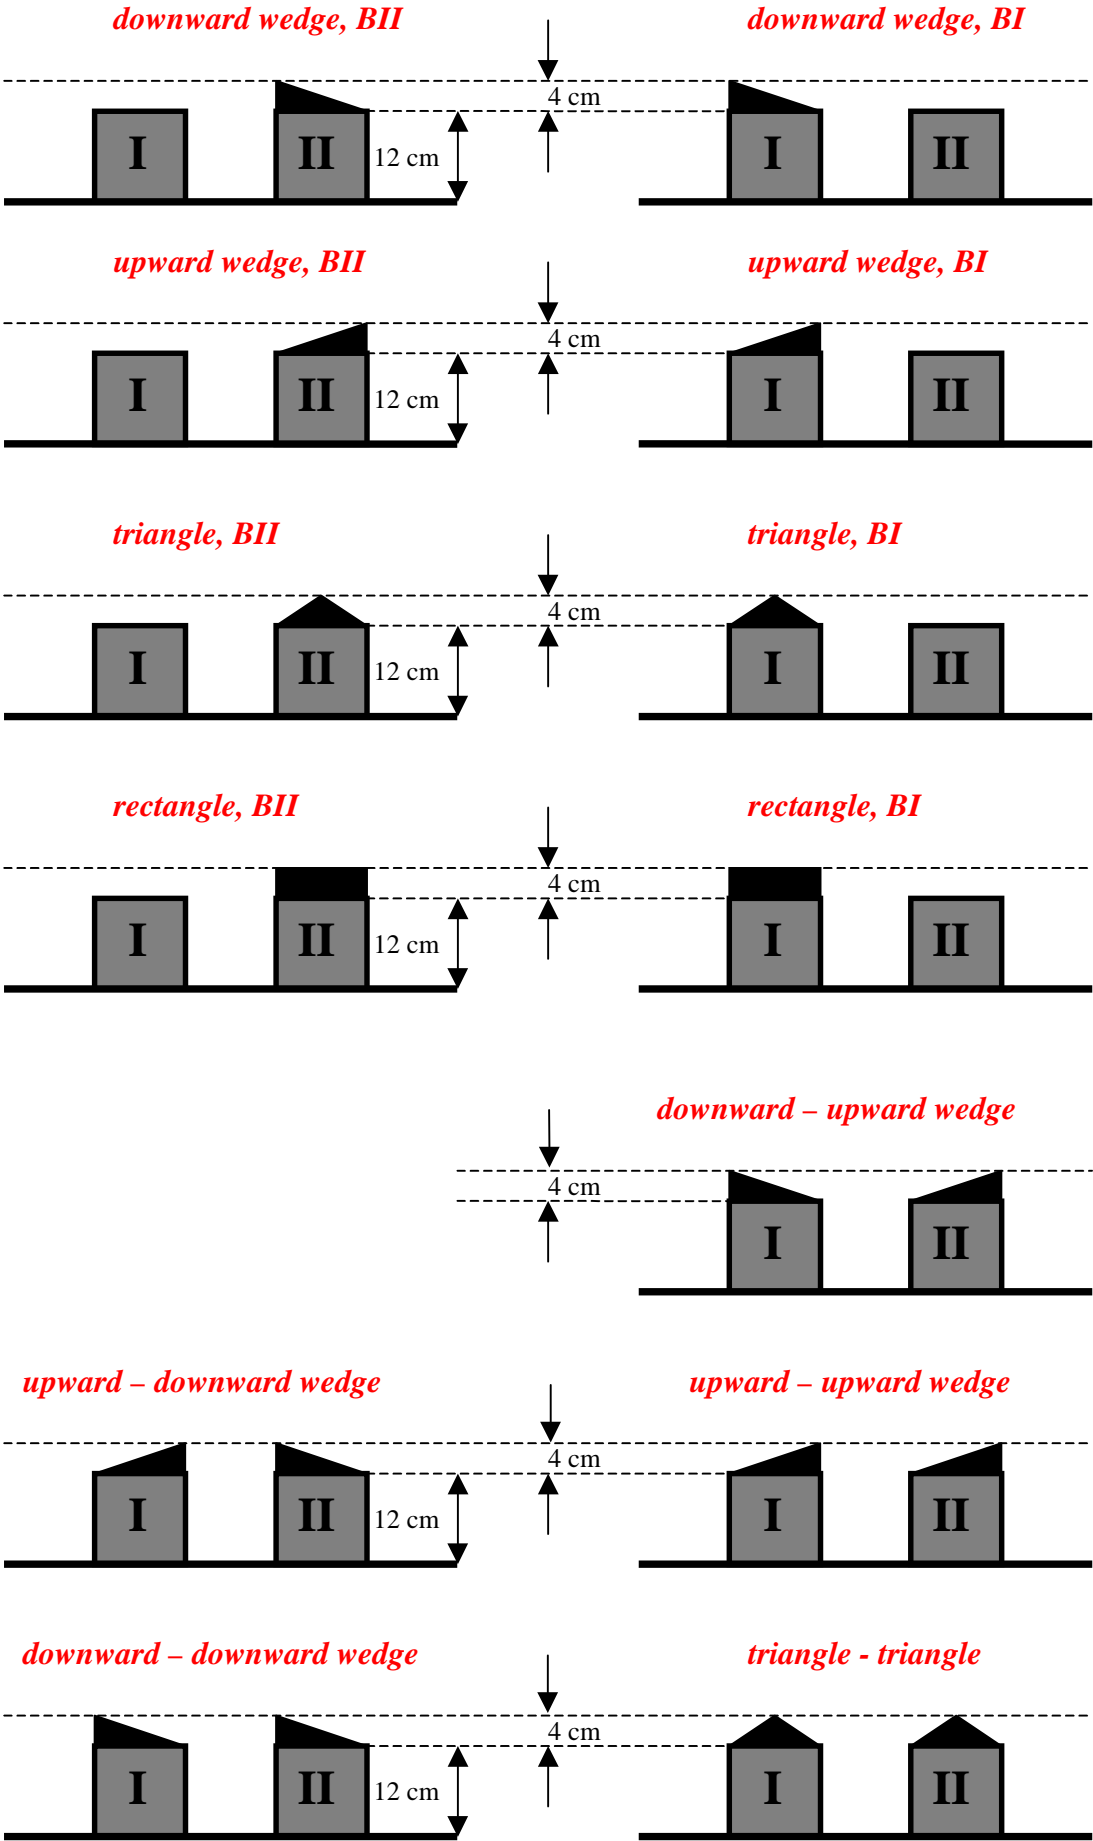 downward wedge, BII
downward wedge, BI
4 cm
I II 12 cm I II
upward wedge, BII
upward wedge, BI
4 cm
I II 12 cm I II
triangle, BII
triangle, BI
4 cm
I II 12 cm I II
rectangle, BII
rectangle, BI
4 cm
I II 12 cm I II
downward – upward wedge
4 cm
I II
upward – downward wedge
upward – upward wedge
4 cm
I II 12 cm I II
downward – downward wedge
triangle - triangle
4 cm
I II 12 cm I II